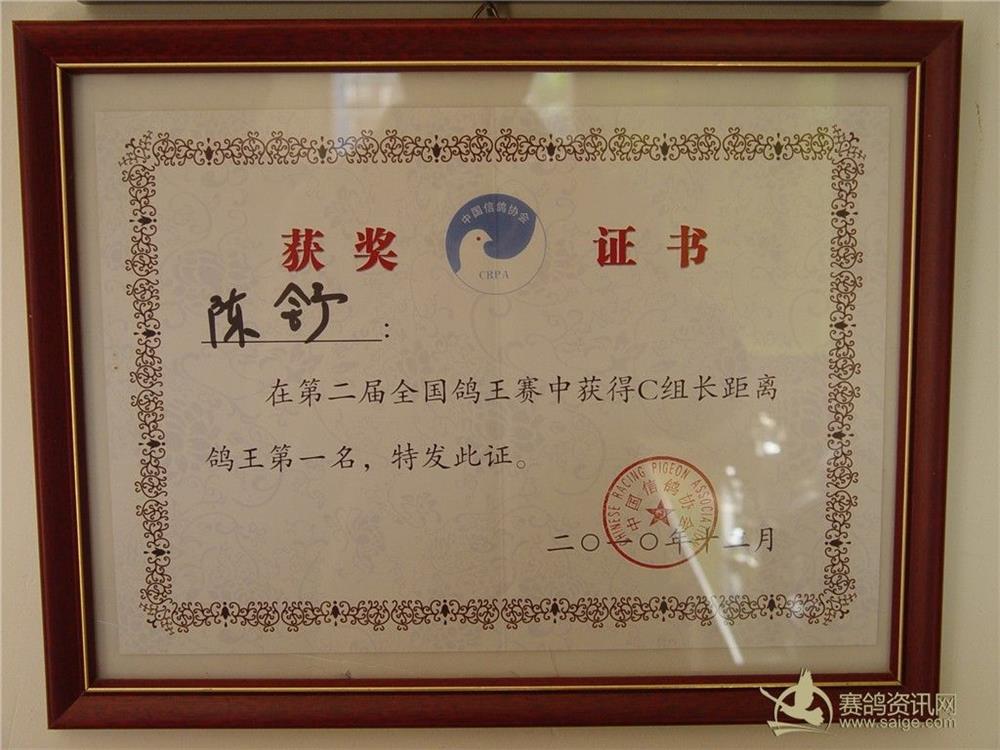 中国信鸽协会
CRPA
获奖 证书
陈舒:
在第二届全国鸽王赛中获得C组长距离
鸽王第一名,特发此证。
CHINESE RACING PIGEON ASSOCIATION
中国信鸽协会
二〇一〇年十二月
赛鸽资讯网
www.saige.com